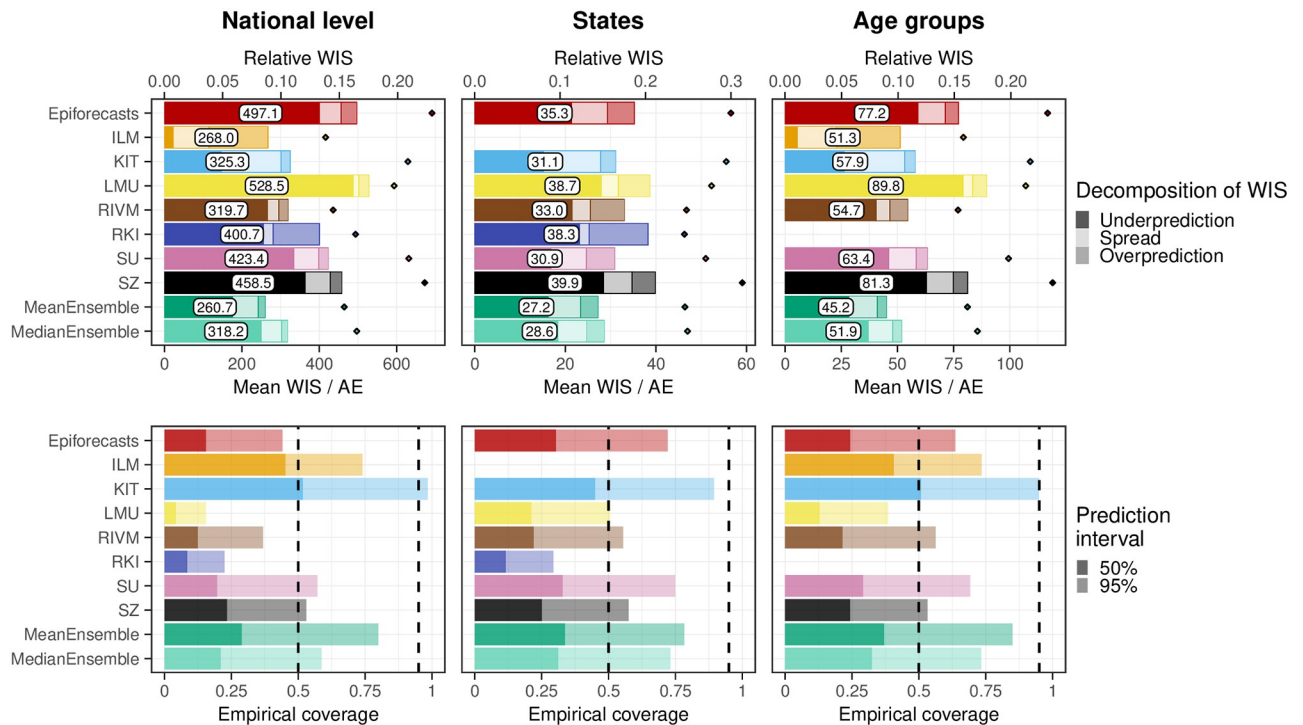 National level States Age groups
Relative WIS Relative WIS Relative WIS
0.00 0.05 0.10 0.15 0.20 0.0 0.1 0.2 0.3 0.00 0.05 0.10 0.15 0.20
Epiforecasts 497.1 35.3 77.2
ILM 268.0 51.3
KIT 325.3 31.1 57.9
LMU 528.5 38.7 89.8
RIVM 319.7 33.0 54.7
RKI 400.7 38.3
SU 423.4 30.9 63.4
SZ 458.5 39.9 81.3
MeanEnsemble 260.7 27.2 45.2
MedianEnsemble 318.2 28.6 51.9
0 200 400 600 0 20 40 60 0 25 50 75 100
Mean WIS / AE Mean WIS / AE Mean WIS / AE
Decomposition of WIS
Underprediction
Spread
Overprediction
Epiforecasts
ILM
KIT
LMU
RIVM
RKI
SU
SZ
MeanEnsemble
MedianEnsemble
0 0.25 0.5 0.75 1 0 0.25 0.5 0.75 1 0 0.25 0.5 0.75 1
Empirical coverage Empirical coverage Empirical coverage
Prediction
interval
50%
95%